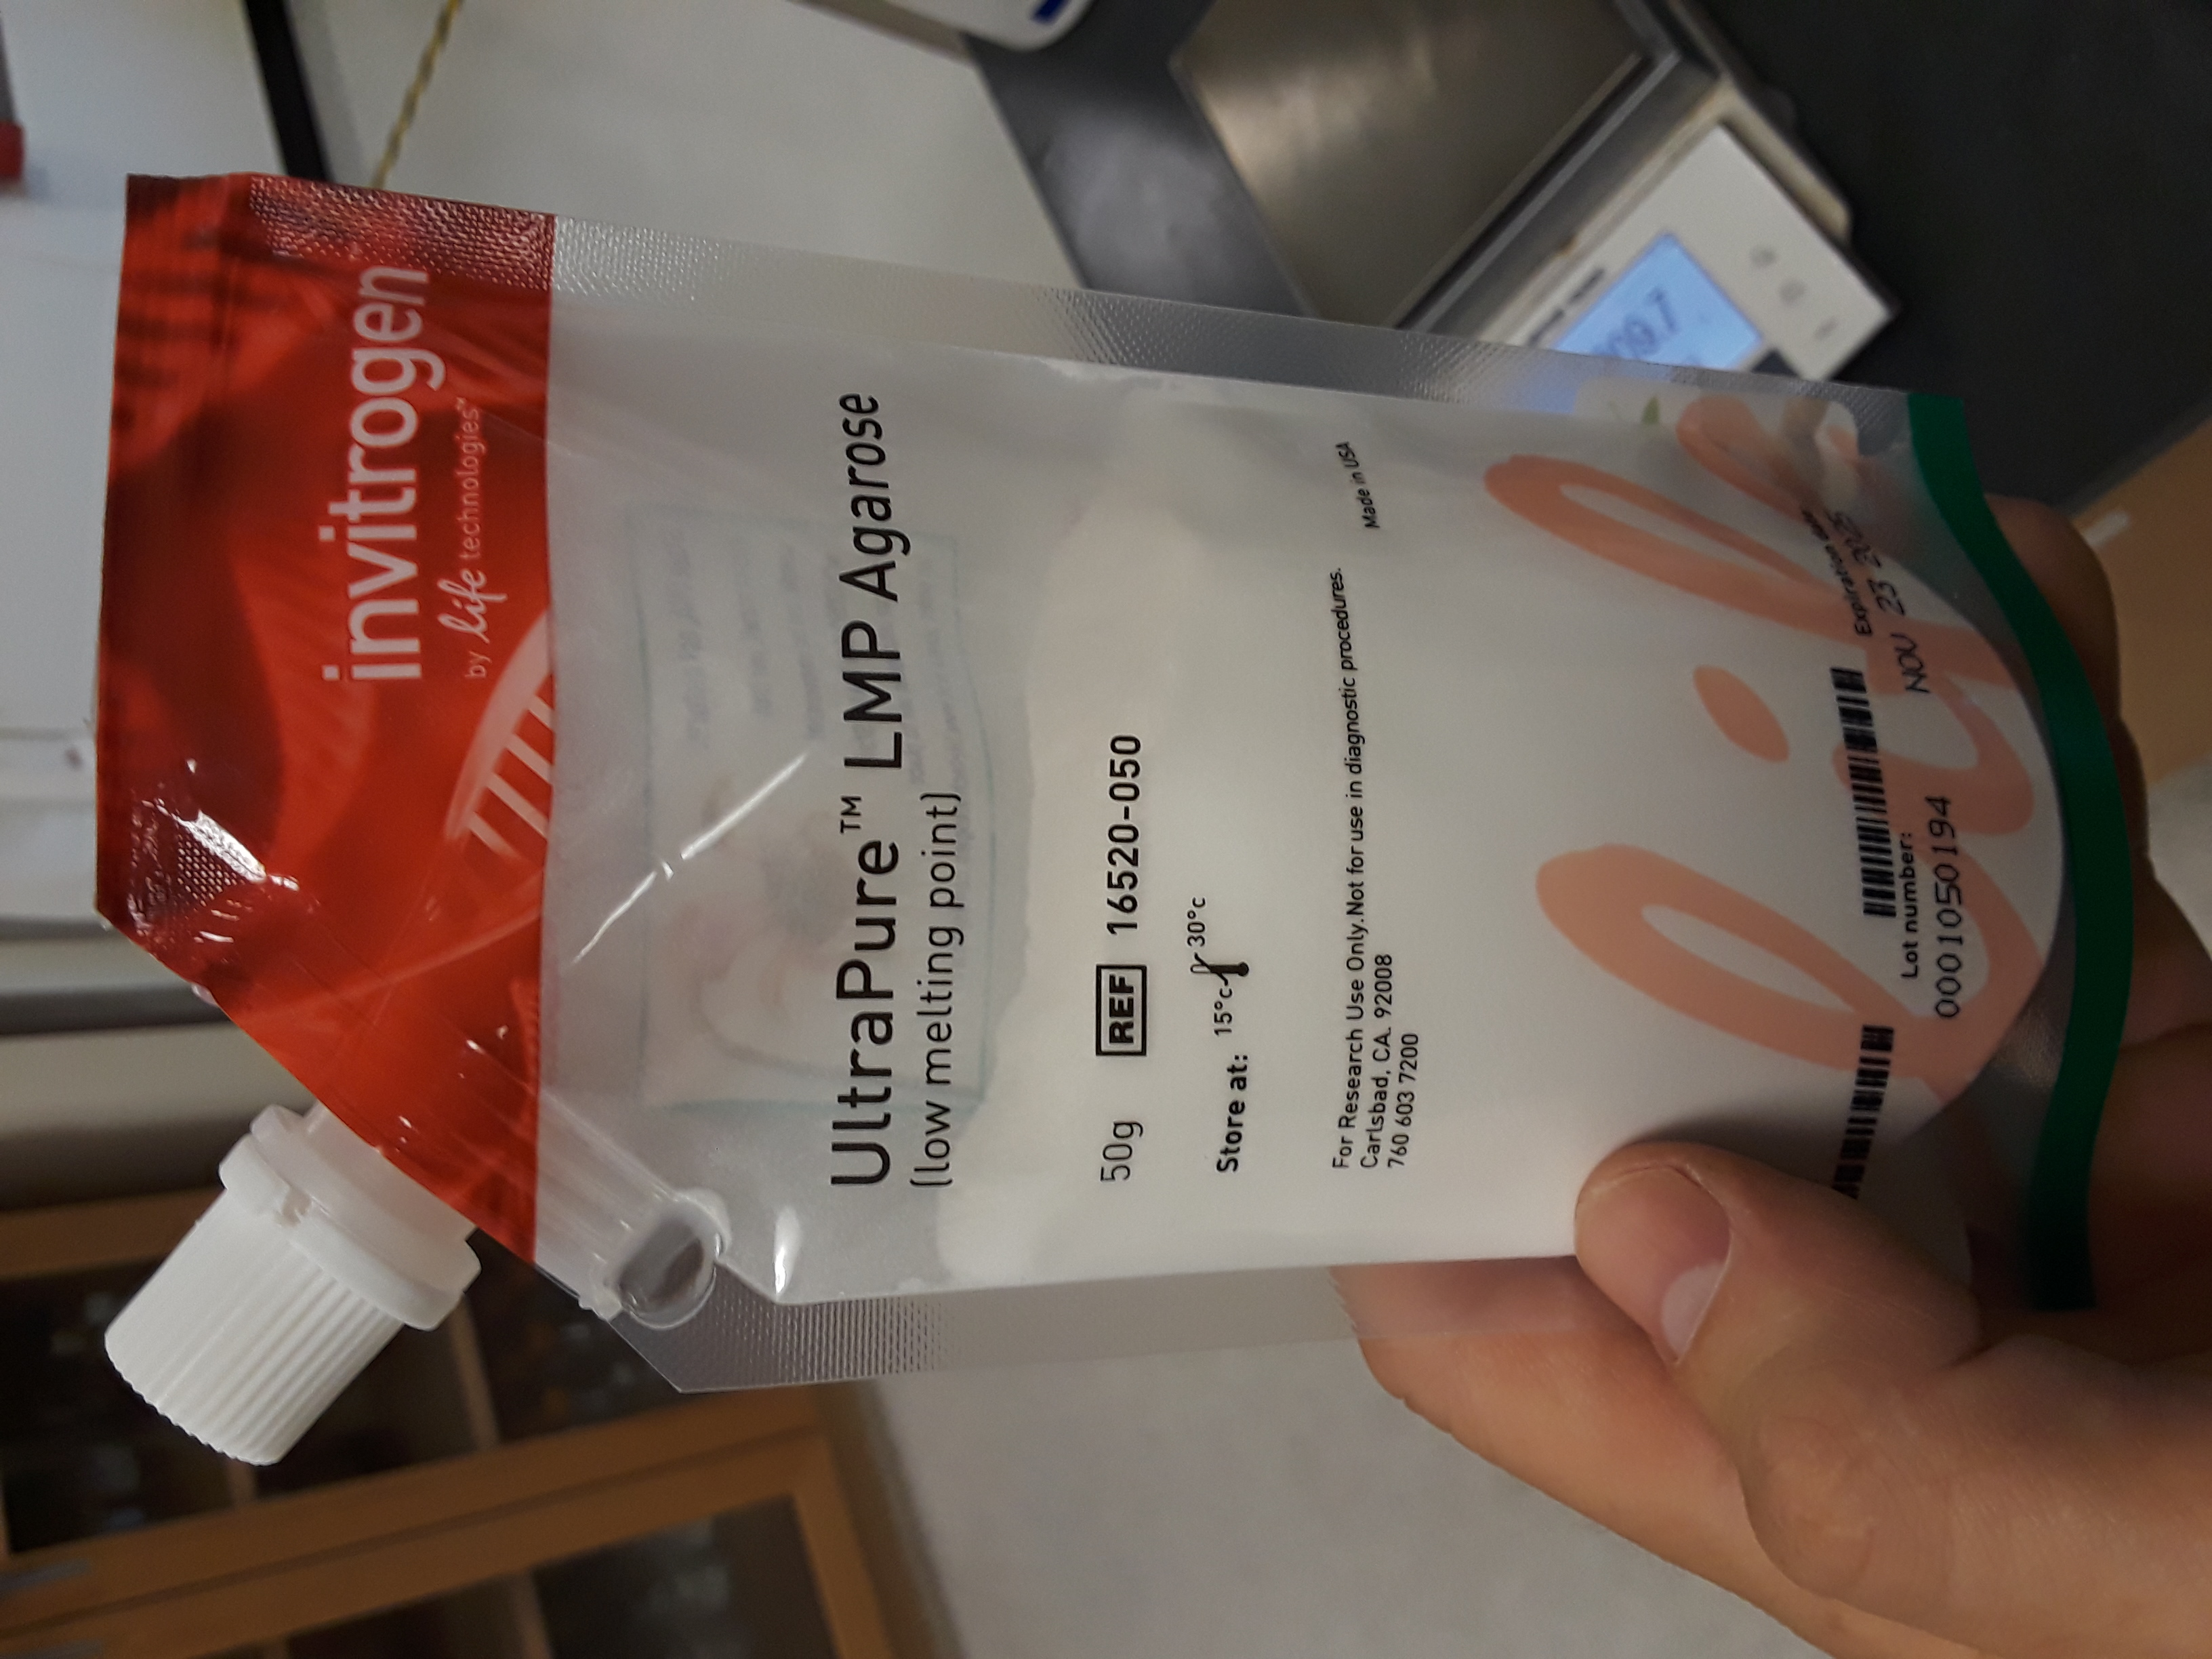 invitrogen
by life technologies™
UltraPure™ LMP Agarose
(low melting point)
50g REF 16520-050
Store at: 15°c 30°c
For Research Use Only.Not for use in diagnostic procedures.
Carlsbad, CA. 92008
760 603 7200
Made in USA
life
Expiration date:
NOV 23 2025
Lot number:
0001050194